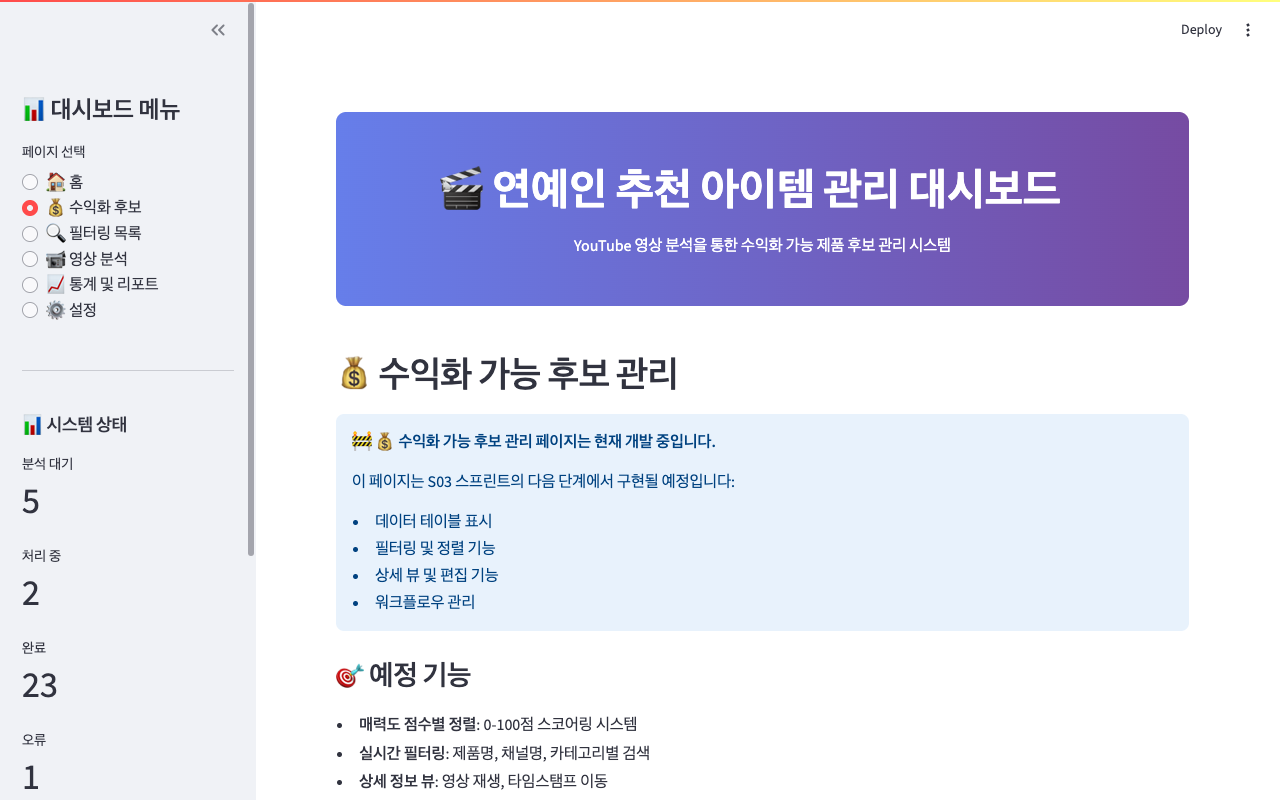 Deploy
📊 대시보드 메뉴
페이지 선택
🏠 홈
💰 수익화 후보
🔍 필터링 목록
📹 영상 분석
📈 통계 및 리포트
⚙️ 설정
📊 시스템 상태
분석 대기
5
처리 중
2
완료
23
오류
1
🎬 연예인 추천 아이템 관리 대시보드
YouTube 영상 분석을 통한 수익화 가능 제품 후보 관리 시스템
💰 수익화 가능 후보 관리
🚧 💰 수익화 가능 후보 관리 페이지는 현재 개발 중입니다.
이 페이지는 S03 스프린트의 다음 단계에서 구현될 예정입니다:
• 데이터 테이블 표시
• 필터링 및 정렬 기능
• 상세 뷰 및 편집 기능
• 워크플로우 관리
🎯 예정 기능
• 매력도 점수별 정렬: 0-100점 스코어링 시스템
• 실시간 필터링: 제품명, 채널명, 카테고리별 검색
• 상세 정보 뷰: 영상 재생, 타임스탬프 이동